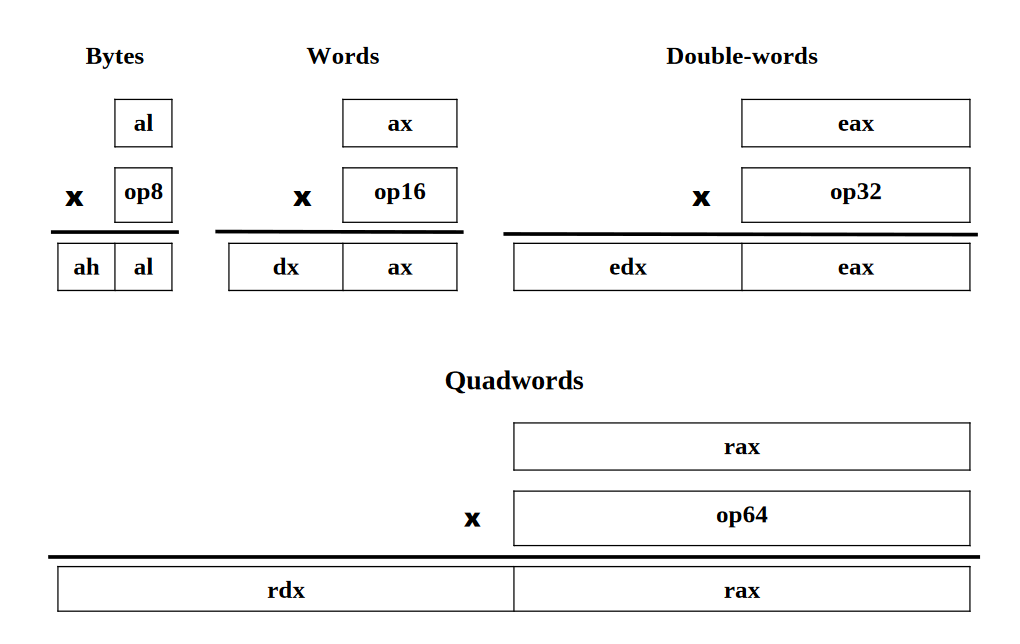 Bytes Words Double-words
al ax eax
x op8 x op16 x op32
ah al dx ax edx eax
Quadwords
rax
x op64
rdx rax